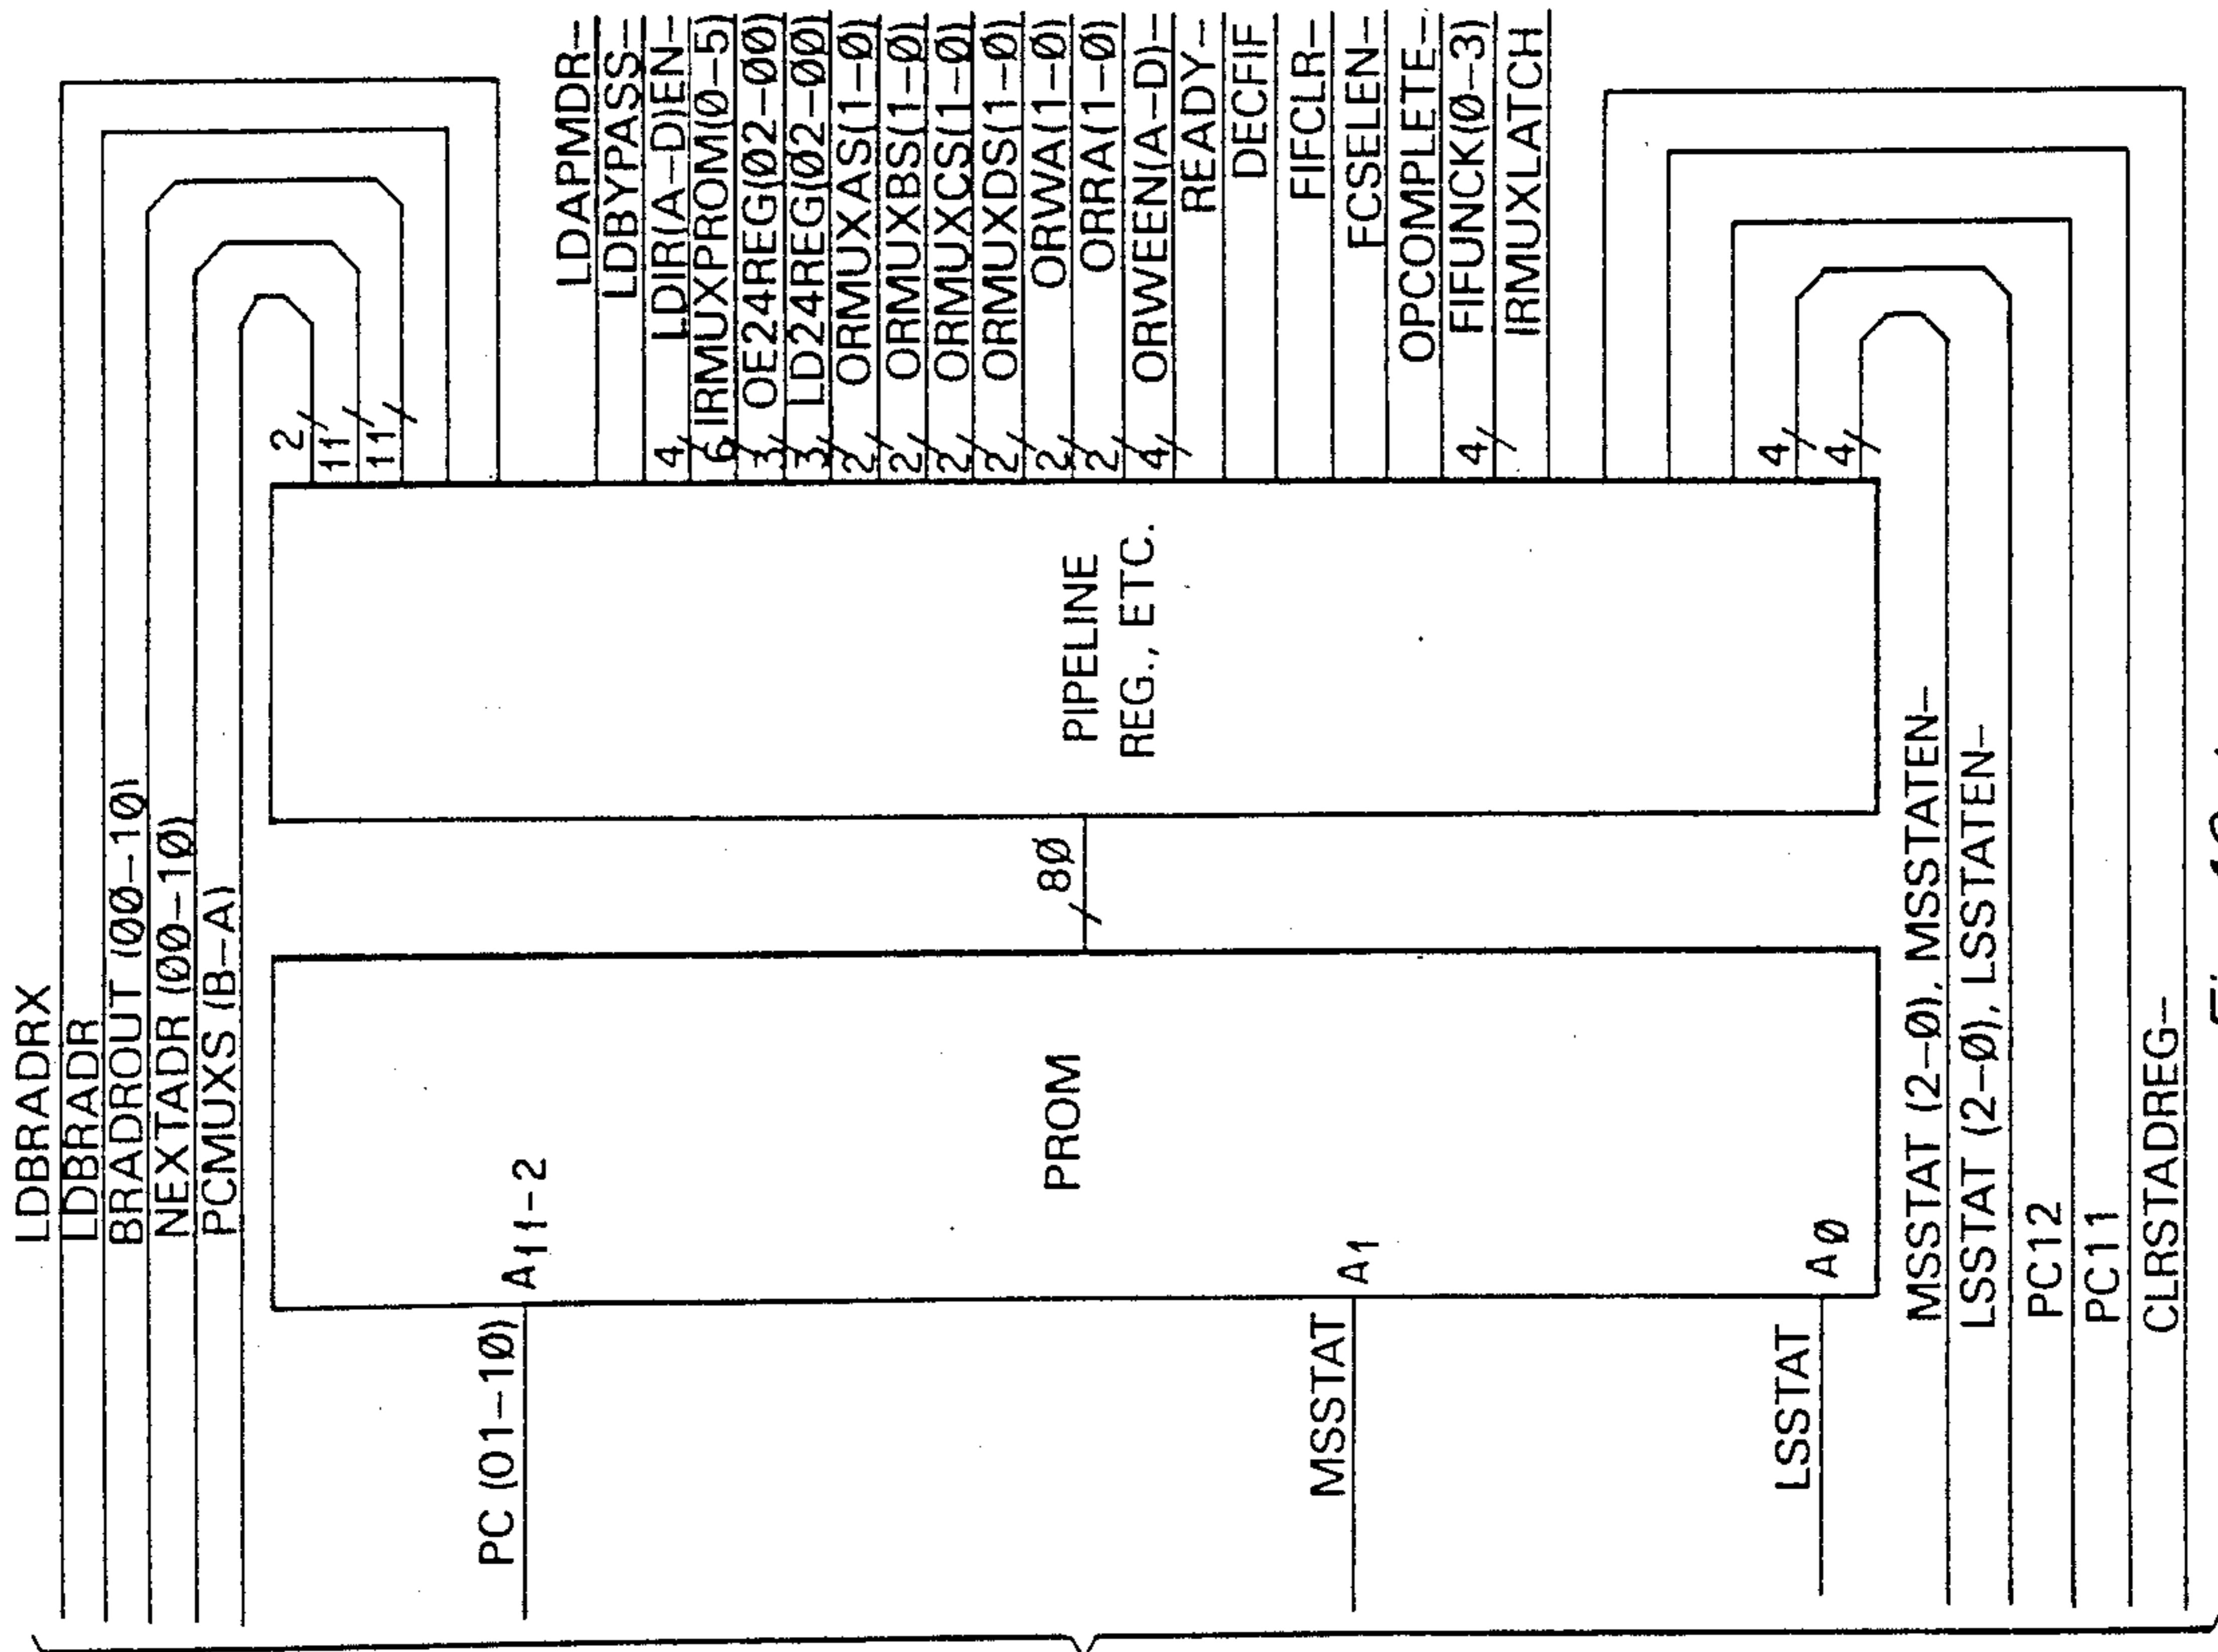 LDBRADRX
LDBRADR
BRADROUT (ØØ–1Ø)
NEXTADR (ØØ–1Ø)
PCMUXS (B–A)
2
11
11
LDAPMDR–
LDBYPASS–
LDIR(A–D)EN–
4
IRMUXPROM(Ø–5)
6
OE24REG(Ø2–ØØ)
3
LD24REG(Ø2–ØØ)
3
ORMUXAS(1–Ø)
2
ORMUXBS(1–Ø)
2
ORMUXCS(1–Ø)
2
ORMUXDS(1–Ø)
2
ORWA(1–Ø)
2
ORRA(1–Ø)
2
ORWEEN(A–D)–
4
READY–
DECFIF
FIFCLR–
FCSELEN–
OPCOMPLETE–
FIFUNCK(Ø–3)
4
IRMUXLATCH
4
4
PC (01–1Ø)
A11–2
MSSTAT
A1
LSSTAT
AØ
PROM
8Ø
PIPELINE
REG., ETC.
MSSTAT (2–Ø), MSSTATEN–
LSSTAT (2–Ø), LSSTATEN–
PC12
PC11
CLRSTADREG–